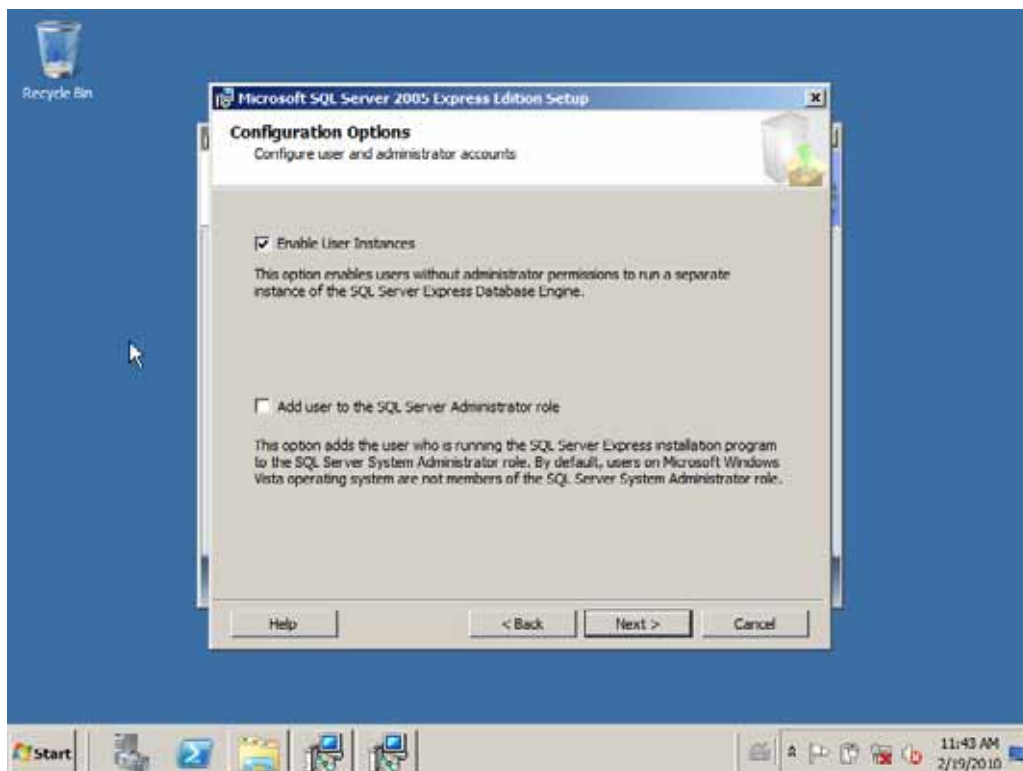 Recycle Bin
Microsoft SQL Server 2005 Express Edition Setup
Configuration Options
Configure user and administrator accounts
Enable User Instances
This option enables users without administrator permissions to run a separate
instance of the SQL Server Express Database Engine.
Add user to the SQL Server Administrator role
This option adds the user who is running the SQL Server Express installation program
to the SQL Server System Administrator role. By default, users on Microsoft Windows
Vista operating system are not members of the SQL Server System Administrator role.
Help
< Back
Next >
Cancel
Start
11:43 AM
2/19/2010